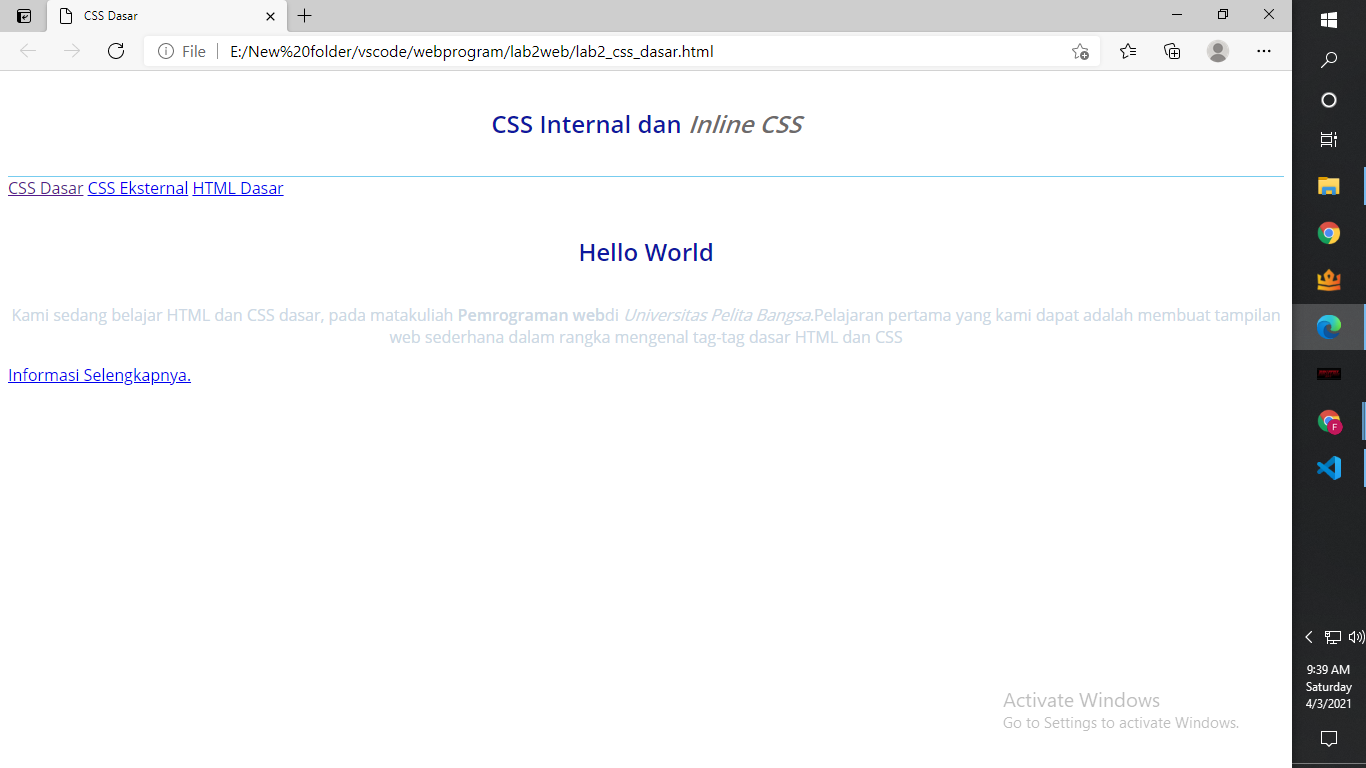 CSS Dasar
File
E:/New%20folder/vscode/webprogram/lab2web/lab2_css_dasar.html
CSS Internal dan Inline CSS
CSS Dasar CSS Eksternal HTML Dasar
Hello World
Kami sedang belajar HTML dan CSS dasar, pada matakuliah Pemrograman webdi Universitas Pelita Bangsa.Pelajaran pertama yang kami dapat adalah membuat tampilan
web sederhana dalam rangka mengenal tag-tag dasar HTML dan CSS
Informasi Selengkapnya.
Activate Windows
Go to Settings to activate Windows.
F
9:39 AM
Saturday
4/3/2021